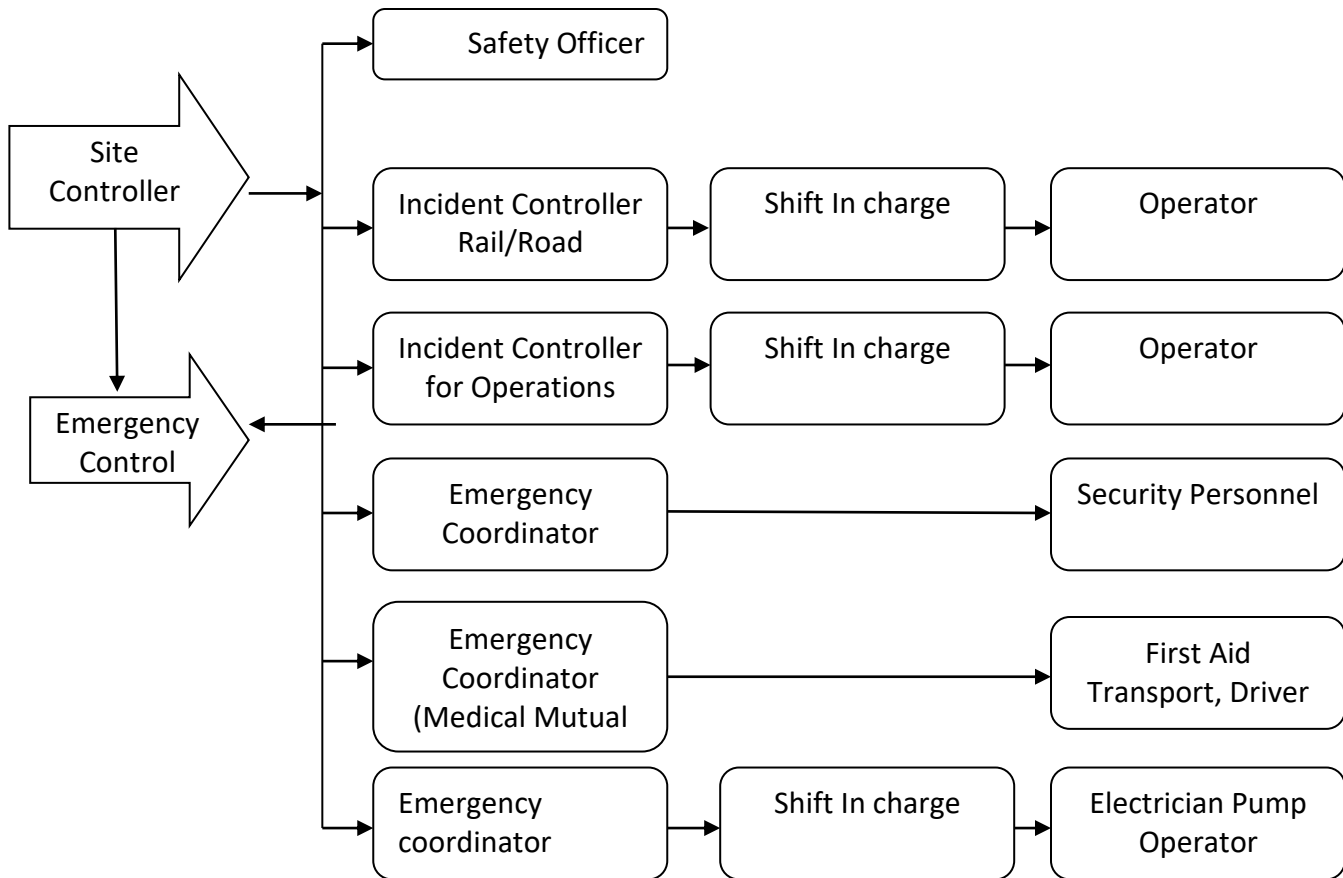 Safety Officer
Site
Controller
Incident Controller
Rail/Road
Shift In charge
Operator
Incident Controller
for Operations
Shift In charge
Operator
Emergency
Control
Emergency
Coordinator
Security Personnel
Emergency
Coordinator
(Medical Mutual
First Aid
Transport, Driver
Emergency
coordinator
Shift In charge
Electrician Pump
Operator